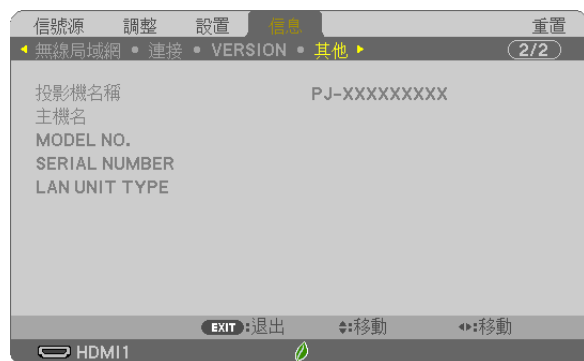 信號源 調整 設置 信息 重置
無線局域網 • 連接 • VERSION • 其他 2/2
投影機名稱 PJ-XXXXXXXXX
主機名
MODEL NO.
SERIAL NUMBER
LAN UNIT TYPE
EXIT:退出 :移動 :移動
HDMI1